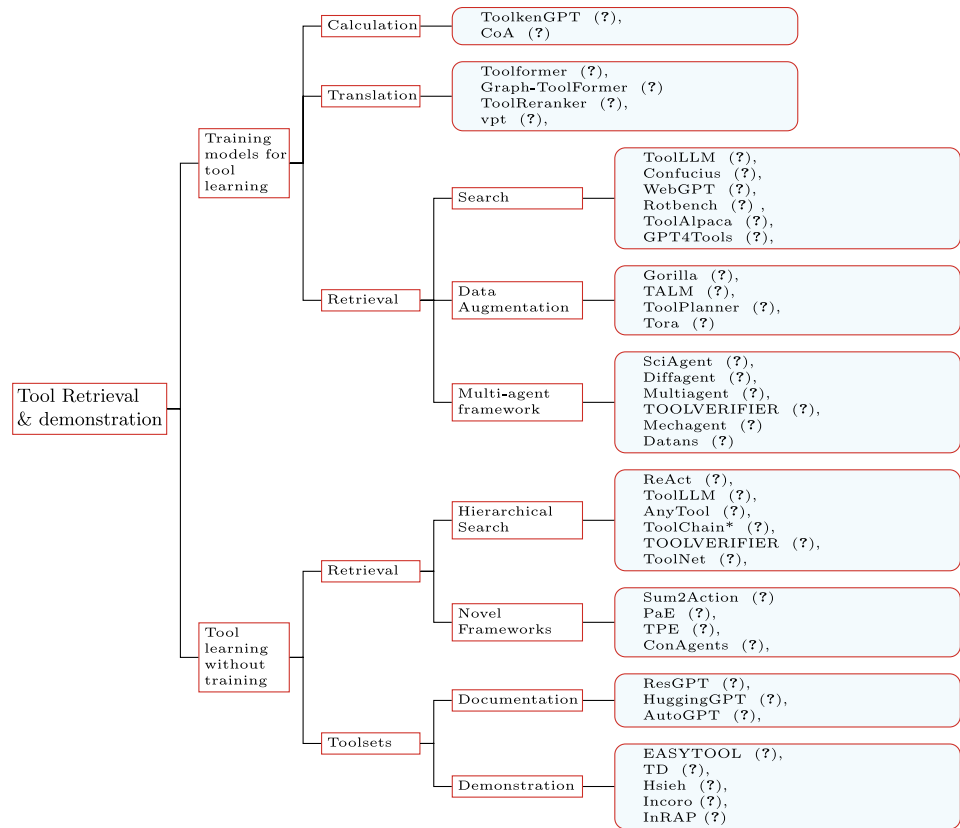 Tool Retrieval
& demonstration
Training
models for
tool
learning
Calculation
ToolkenGPT (?),
CoA (?)
Translation
Toolformer (?),
Graph-ToolFormer (?)
ToolReranker (?),
vpt (?),
Retrieval
Search
ToolLLM (?),
Confucius (?),
WebGPT (?),
Rotbench (?) ,
ToolAlpaca (?),
GPT4Tools (?),
Data
Augmentation
Gorilla (?),
TALM (?),
ToolPlanner (?),
Tora (?)
Multi-agent
framework
SciAgent (?),
Diffagent (?),
Multiagent (?),
TOOLVERIFIER (?),
Mechagent (?)
Datans (?)
Tool
learning
without
training
Retrieval
Hierarchical
Search
ReAct (?),
ToolLLM (?),
AnyTool (?),
ToolChain* (?),
TOOLVERIFIER (?),
ToolNet (?),
Novel
Frameworks
Sum2Action (?)
PaE (?),
TPE (?),
ConAgents (?),
Toolsets
Documentation
ResGPT (?),
HuggingGPT (?),
AutoGPT (?),
Demonstration
EASYTOOL (?),
TD (?),
Hsieh (?),
Incoro (?),
InRAP (?)